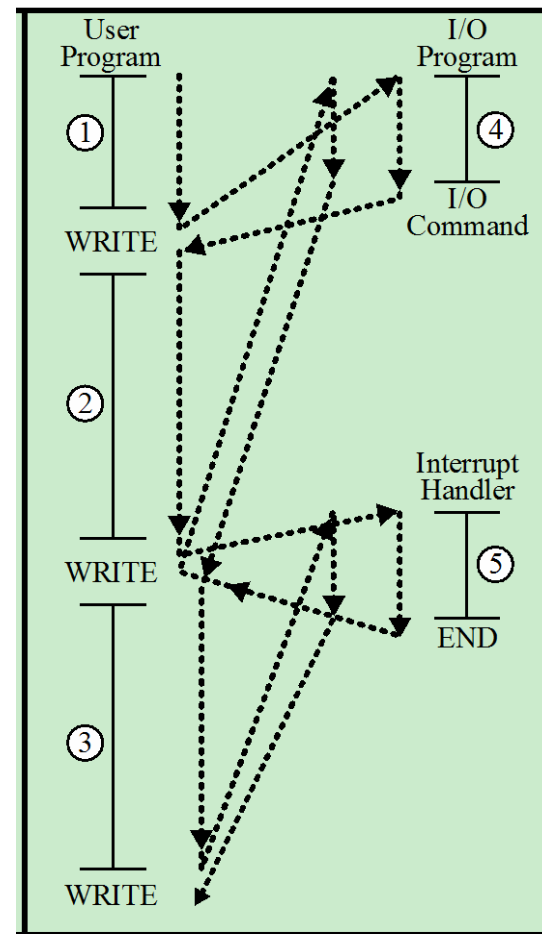 User
Program
I/O
Program
1
4
WRITE
I/O
Command
2
Interrupt
Handler
WRITE
5
END
3
WRITE